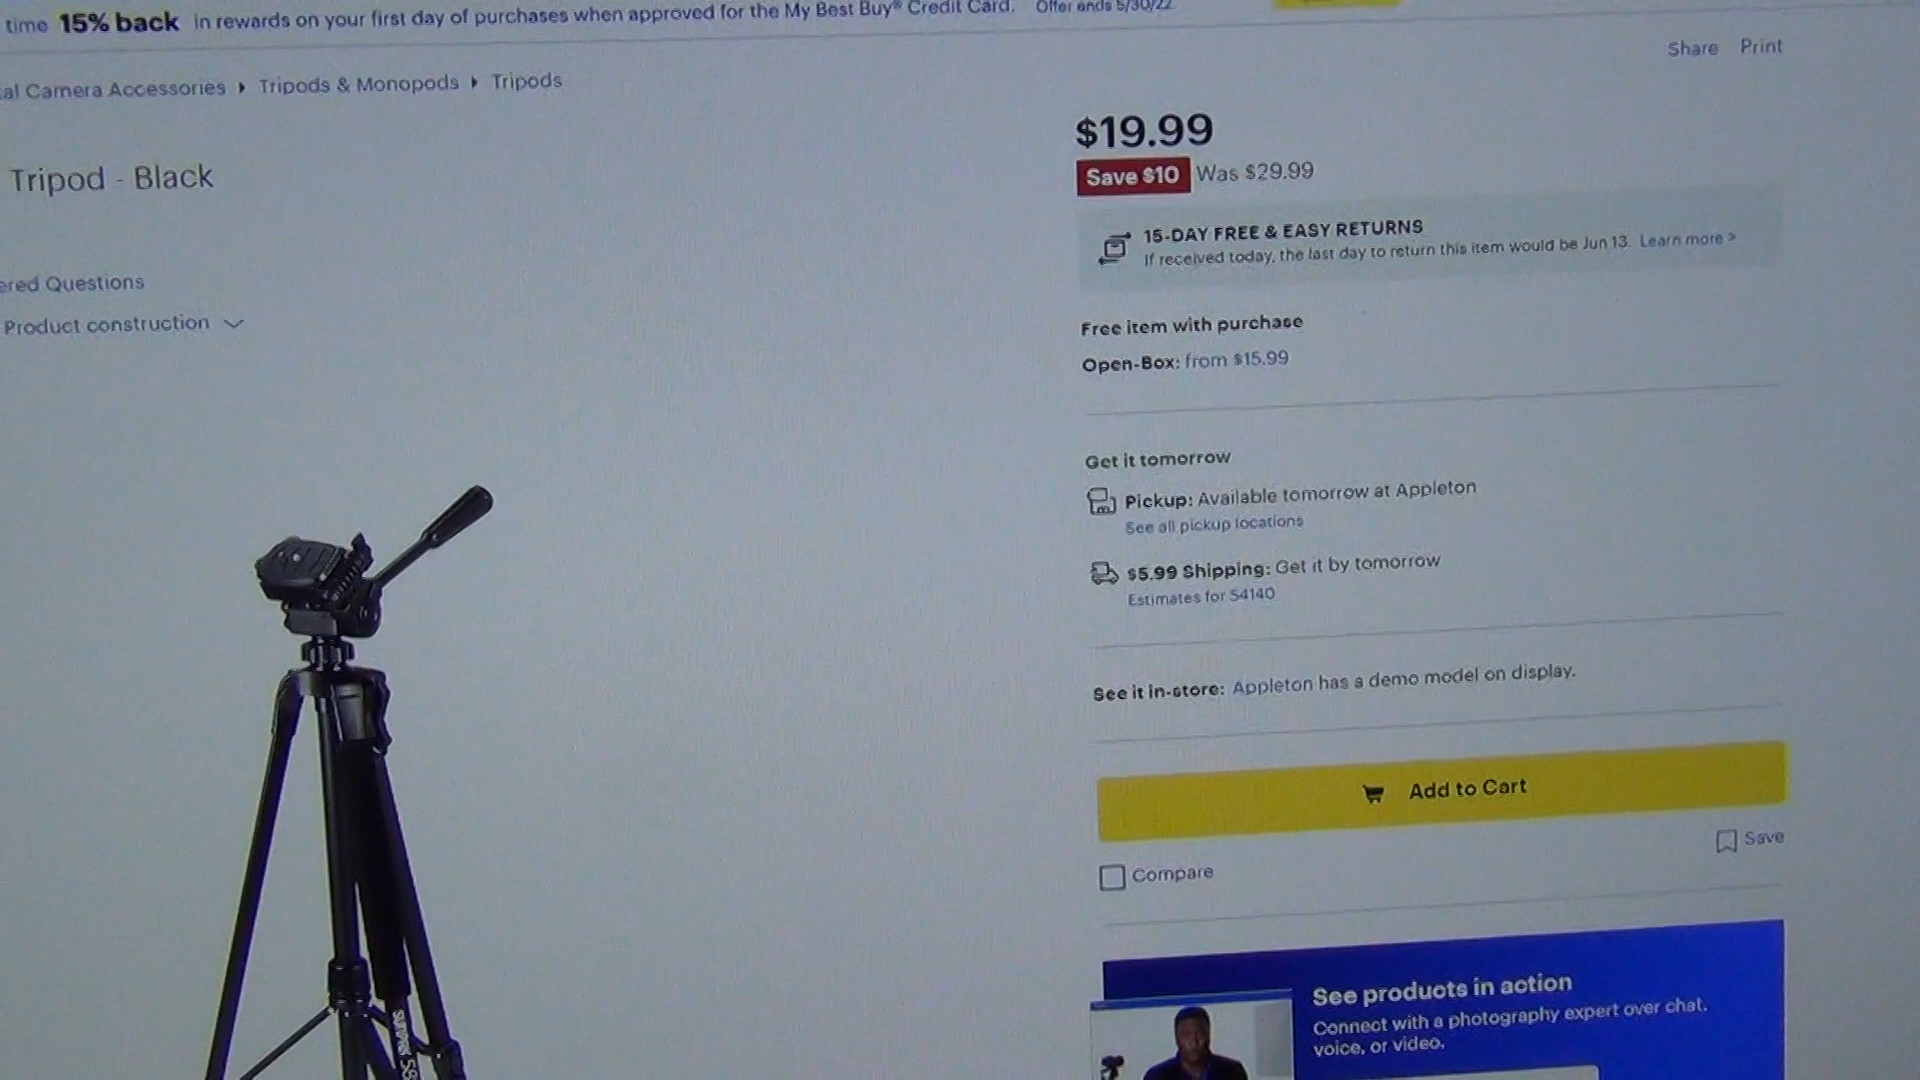 time 15% back in rewards on your first day of purchases when approved for the My Best Buy® Credit Card. Offer ends 5/30/22
Share Print
Camera Accessories Tripods & Monopods Tripods
$19.99
Save $10 Was $29.99
Tripod - Black
15-DAY FREE & EASY RETURNS
If received today, the last day to return this item would be Jun 13. Learn more >
Questions
Product construction
Free item with purchase
Open-Box: from $15.99
Get it tomorrow
Pickup: Available tomorrow at Appleton
See all pickup locations
$5.99 Shipping: Get it by tomorrow
Estimates for 54140
See it in-store: Appleton has a demo model on display.
Add to Cart
Save
Compare
See products in action
Connect with a photography expert over chat,
voice, or video.